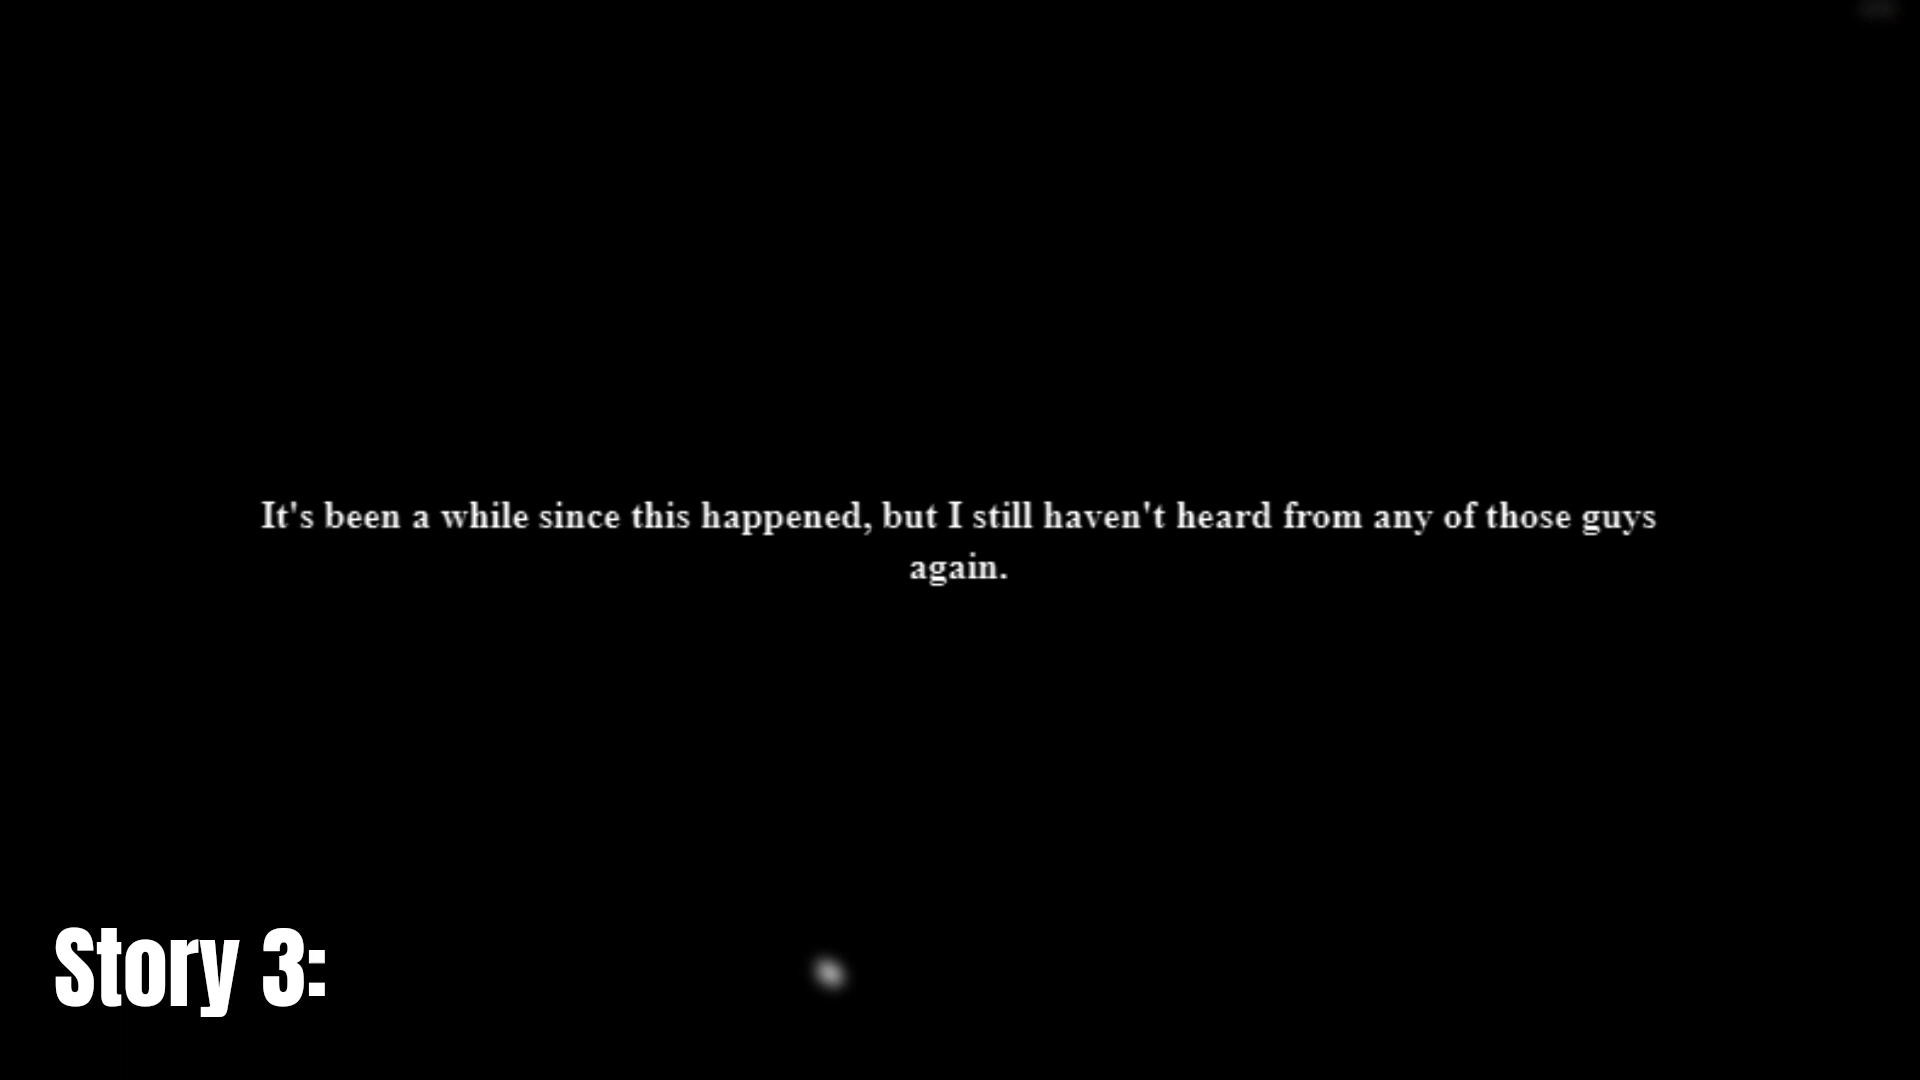 It's been a while since this happened, but I still haven't heard from any of those guys
again.
Story 3: